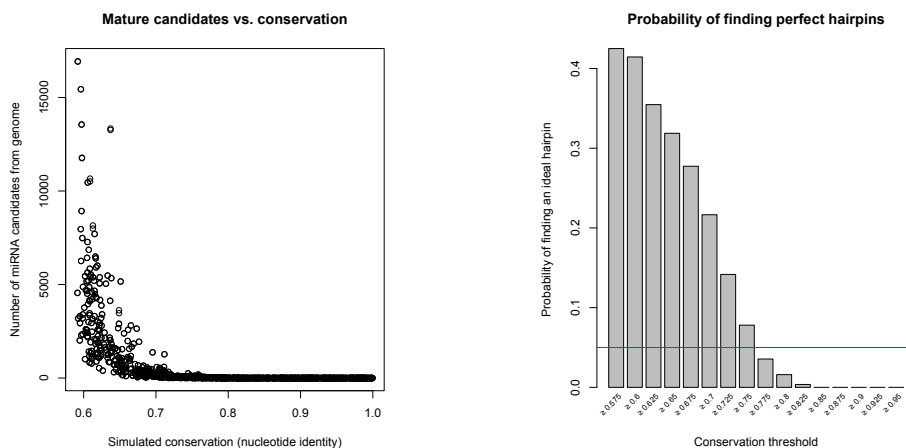 Mature candidates vs. conservation
Number of miRNA candidates from genome
15000
10000
5000
0
0.6 0.7 0.8 0.9 1.0
Simulated conservation (nucleotide identity)
Probability of finding perfect hairpins
Probability of finding an ideal hairpin
0.4
0.3
0.2
0.1
0.0
≥ 0.575 ≥ 0.6 ≥ 0.625 ≥ 0.65 ≥ 0.675 ≥ 0.7 ≥ 0.725 ≥ 0.75 ≥ 0.775 ≥ 0.8 ≥ 0.825 ≥ 0.85 ≥ 0.875 ≥ 0.9 ≥ 0.925 ≥ 0.95
Conservation threshold